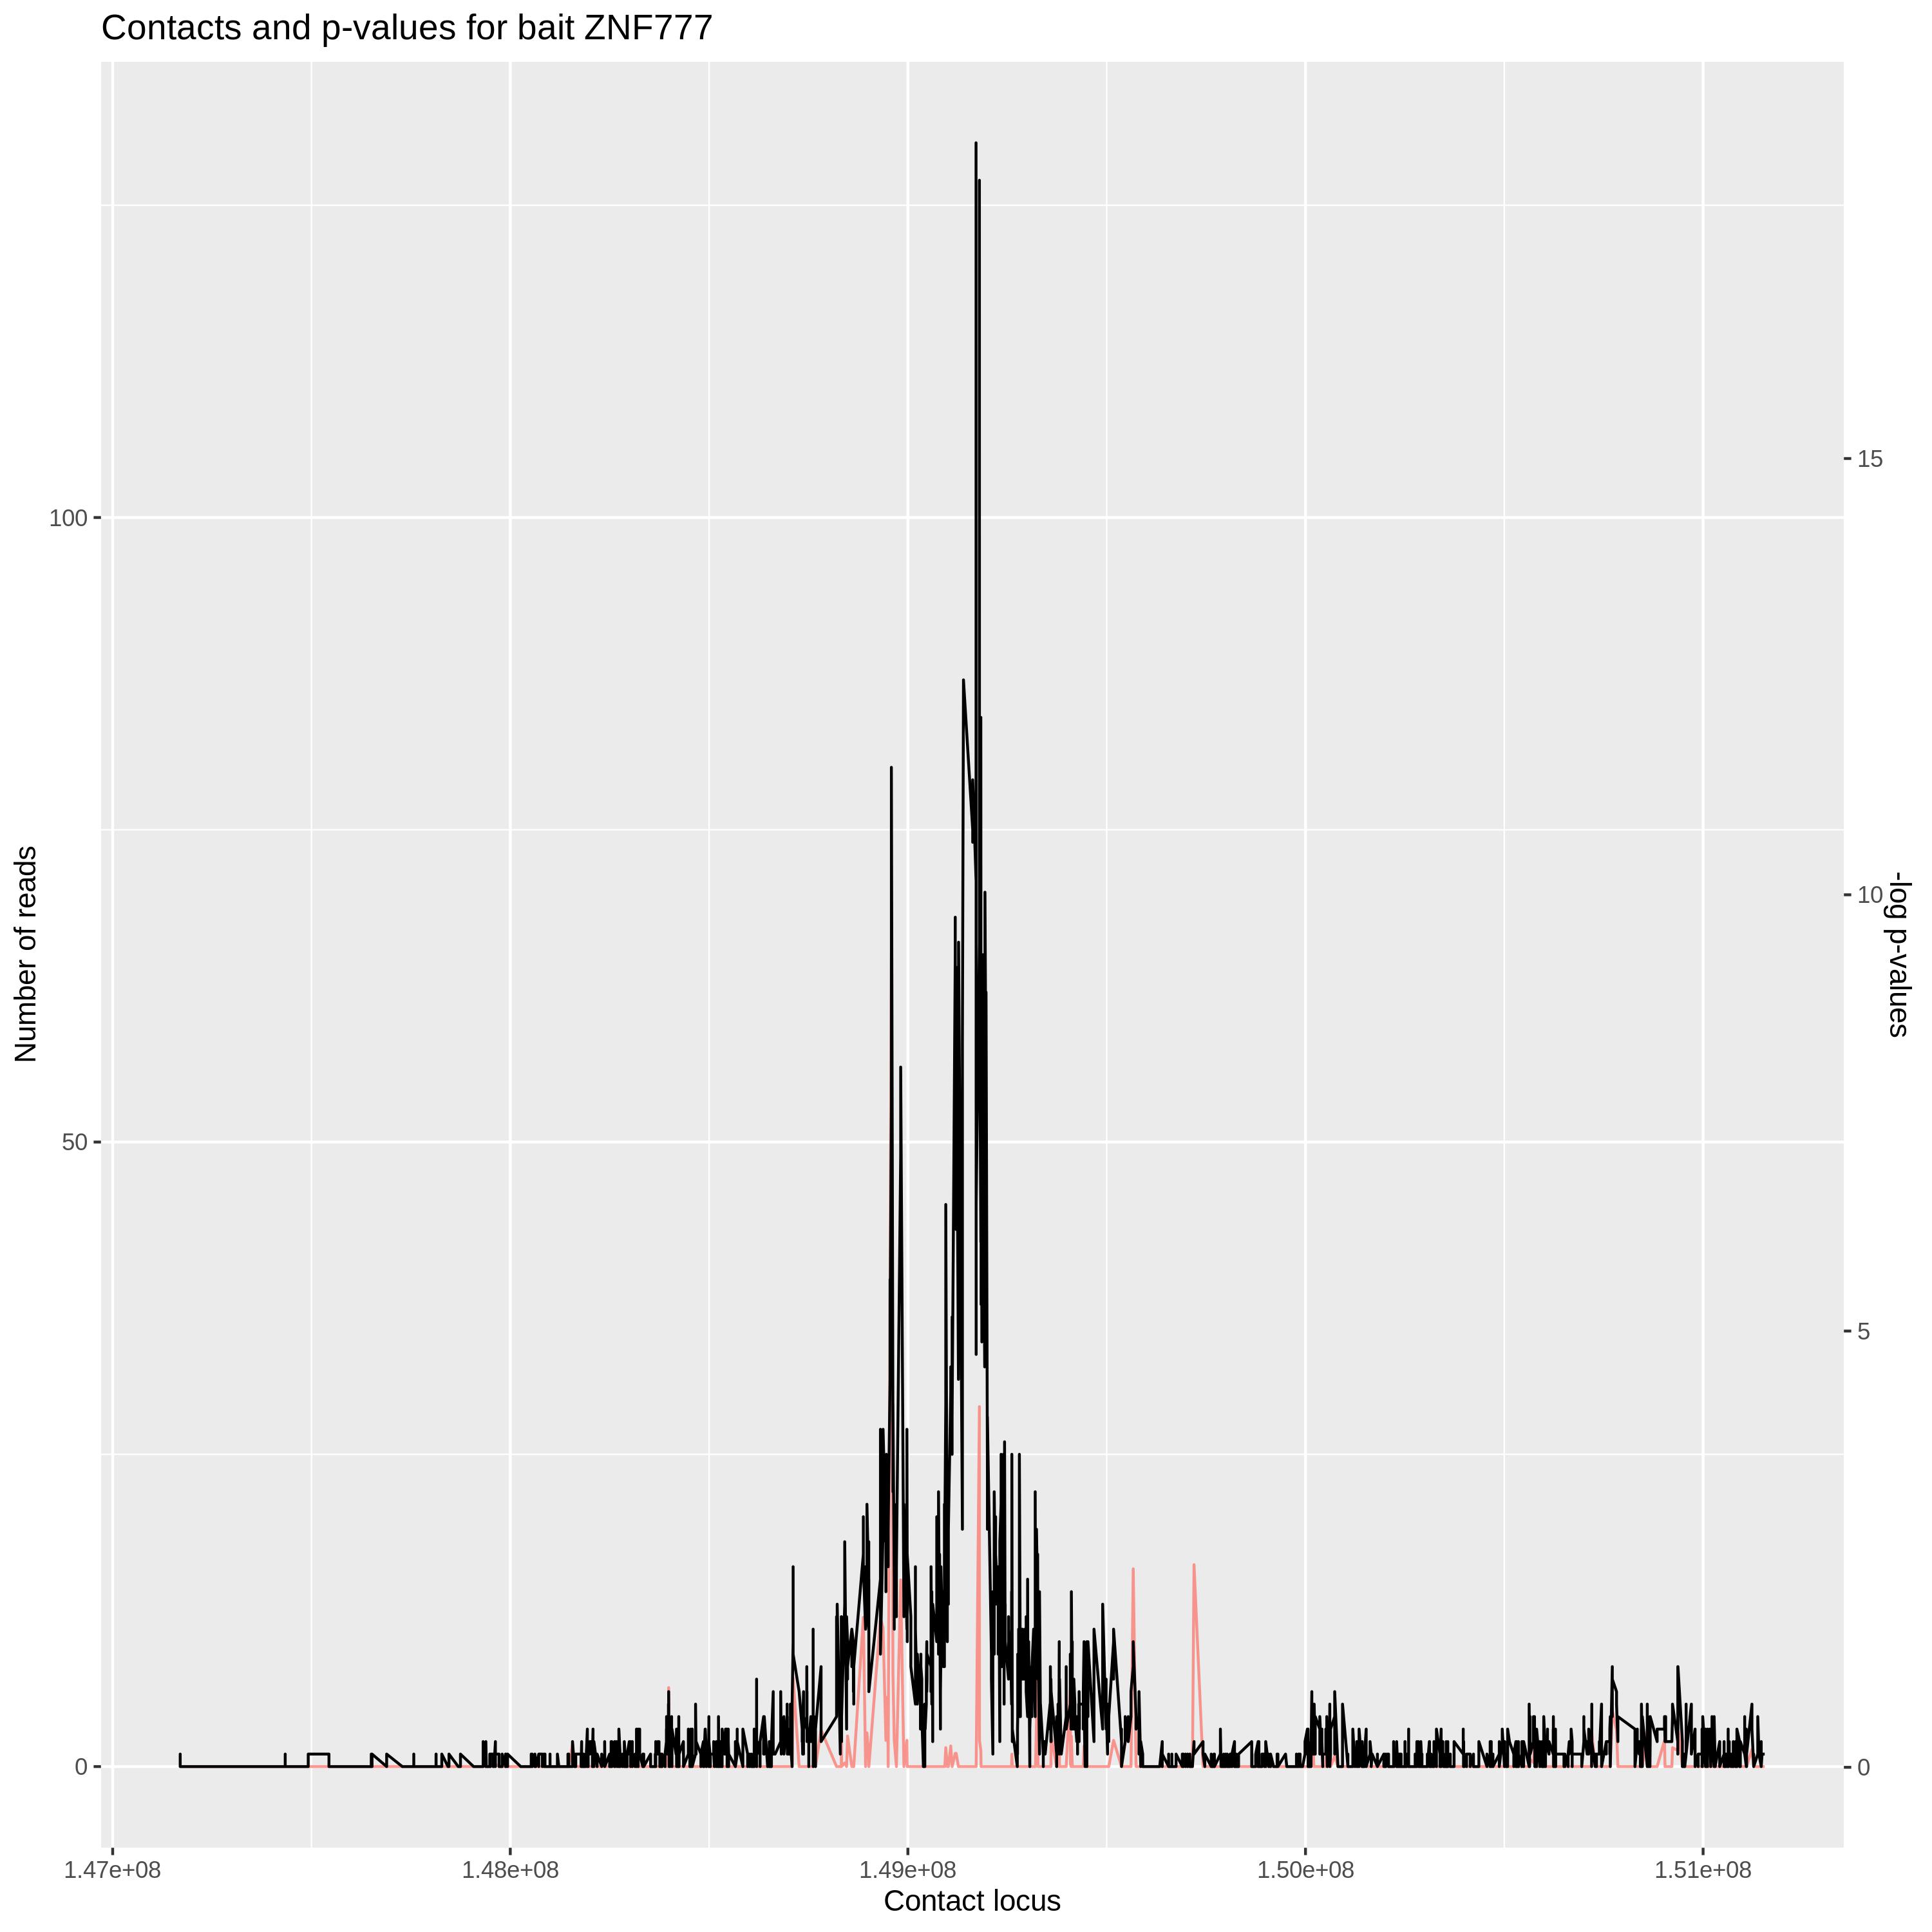 Contacts and p-values for bait ZNF777
Number of reads
100
50
0
15
10
5
0
-log p-values
1.47e+08 1.48e+08 1.49e+08 1.50e+08 1.51e+08
Contact locus